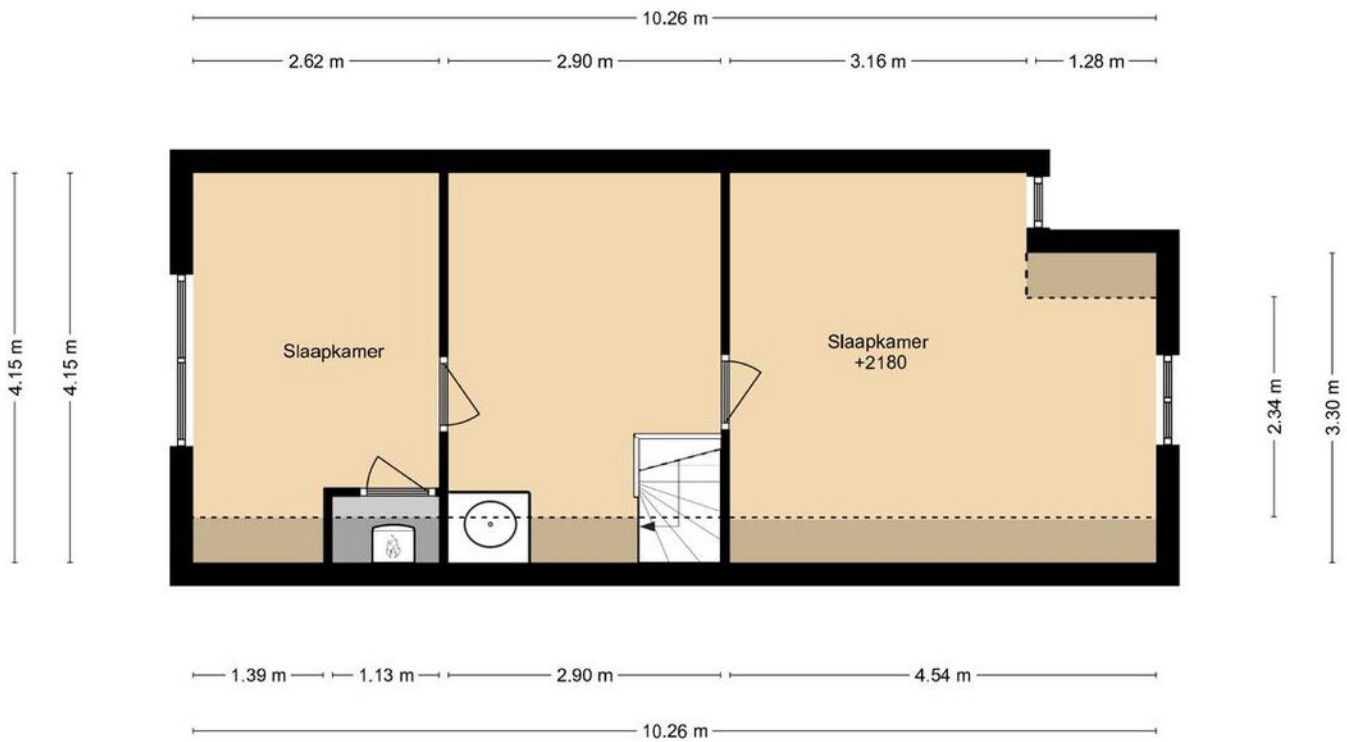 10.26 m
2.62 m
2.90 m
3.16 m
1.28 m
4.15 m
4.15 m
Slaapkamer
Slaapkamer
+2180
2.34 m
3.30 m
1.39 m
1.13 m
2.90 m
4.54 m
10.26 m